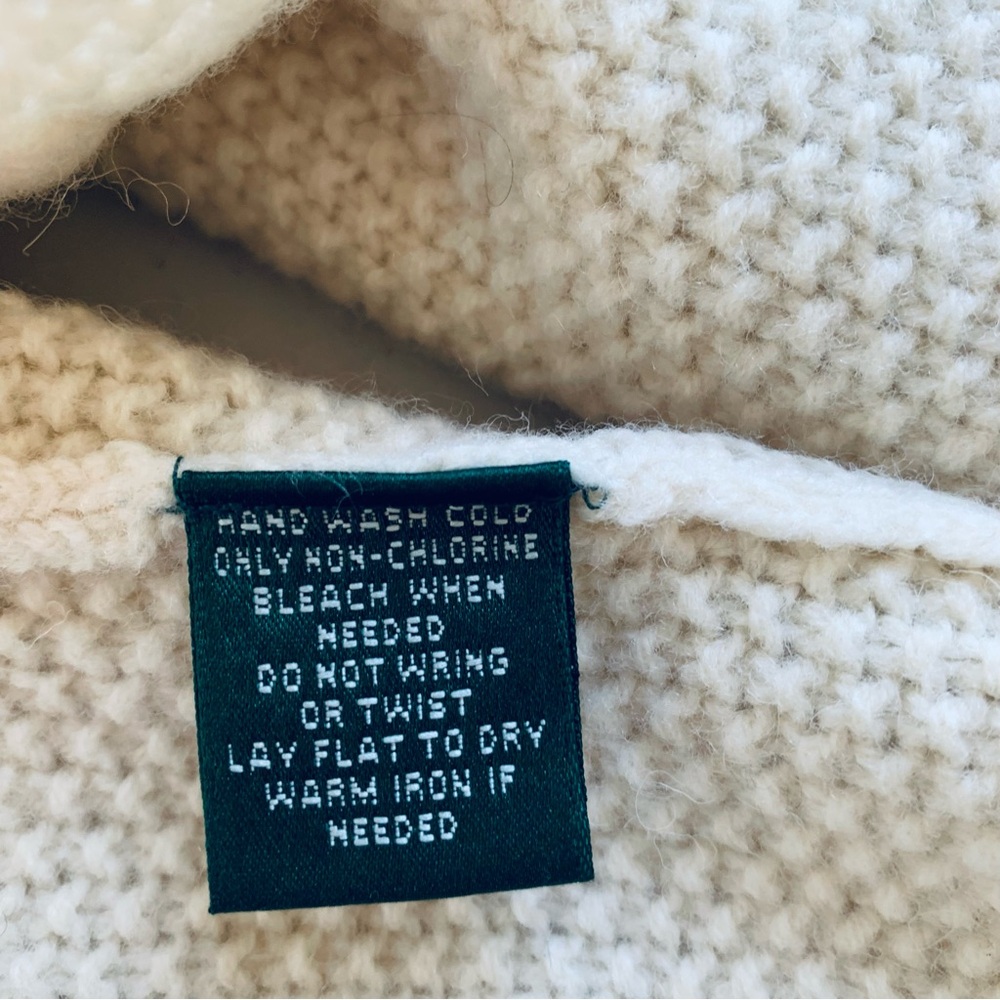 HAND WASH COLD
ONLY NON-CHLORINE
BLEACH WHEN
NEEDED
DO NOT WRING
OR TWIST
LAY FLAT TO DRY
WARM IRON IF
NEEDED